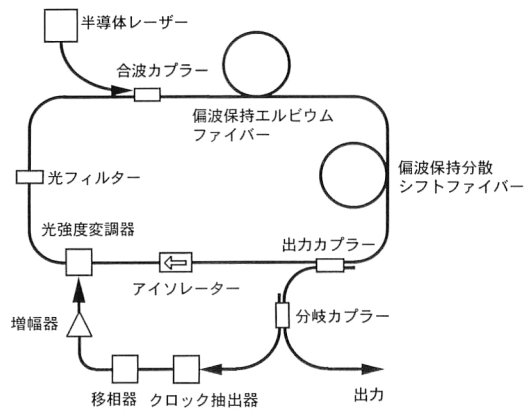 半導体レーザー
合波カプラー
偏波保持エルビウム
ファイバー
偏波保持分散
シフトファイバー
光フィルター
光強度変調器
出力カプラー
アイソレーター
増幅器
分岐カプラー
移相器
クロック抽出器
出力